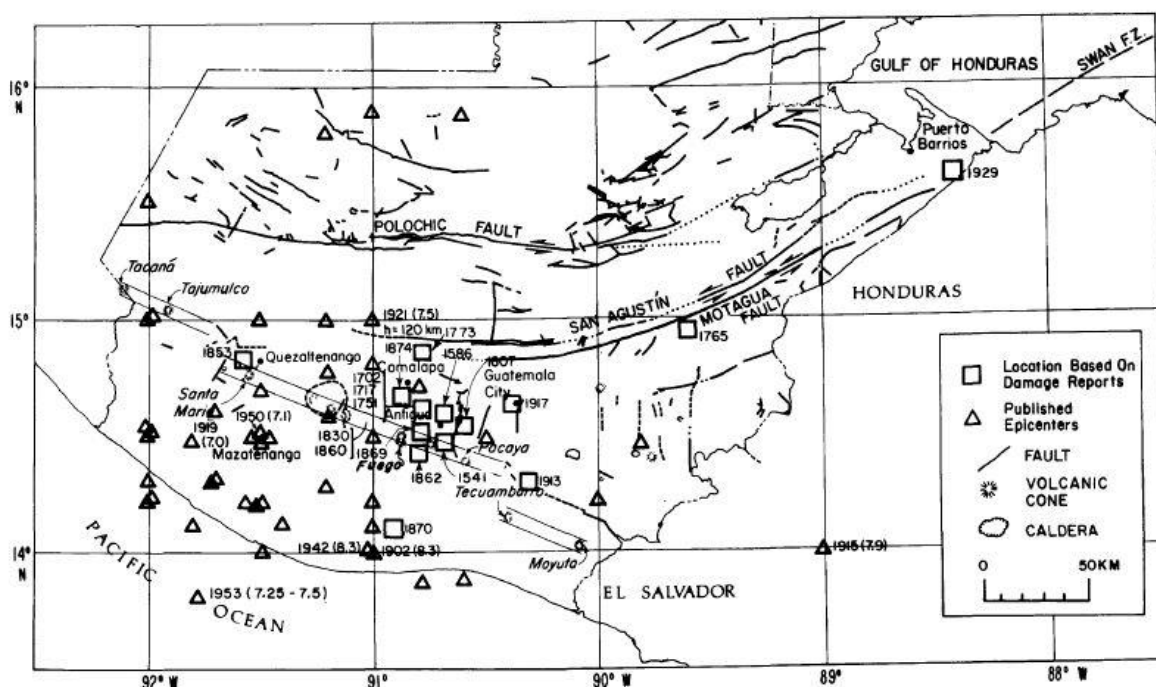 16°
N
GULF OF HONDURAS
SWAN F.Z.
Puerto
Barrios
1929
POLOCHIC FAULT
Tacaná
Tajumulco
15°
1921 (7.5)
h=120 km
1773
SAN AGUSTÍN FAULT
MOTAGUA FAULT
HONDURAS
1765
1853
Quezaltenango
1874
1586
Comalapa
1607
Guatemala
City
1702
1717
1751
Antigua
1917
Santa
María
1919
(7.0)
1950 (7.1)
Mazatenanga
1830
1860
1869
Fuego
Pacaya
1862
1541
Tecuamburro
1913
1870
14°
N
1942 (8.3)
1902 (8.3)
Moyuta
1915 (7.9)
PACIFIC
OCEAN
1953 (7.25 - 7.5)
EL SALVADOR
Location Based On
Damage Reports
Published
Epicenters
FAULT
VOLCANIC
CONE
CALDERA
0 50 KM
92° W
91° W
90° W
89° W
88° W